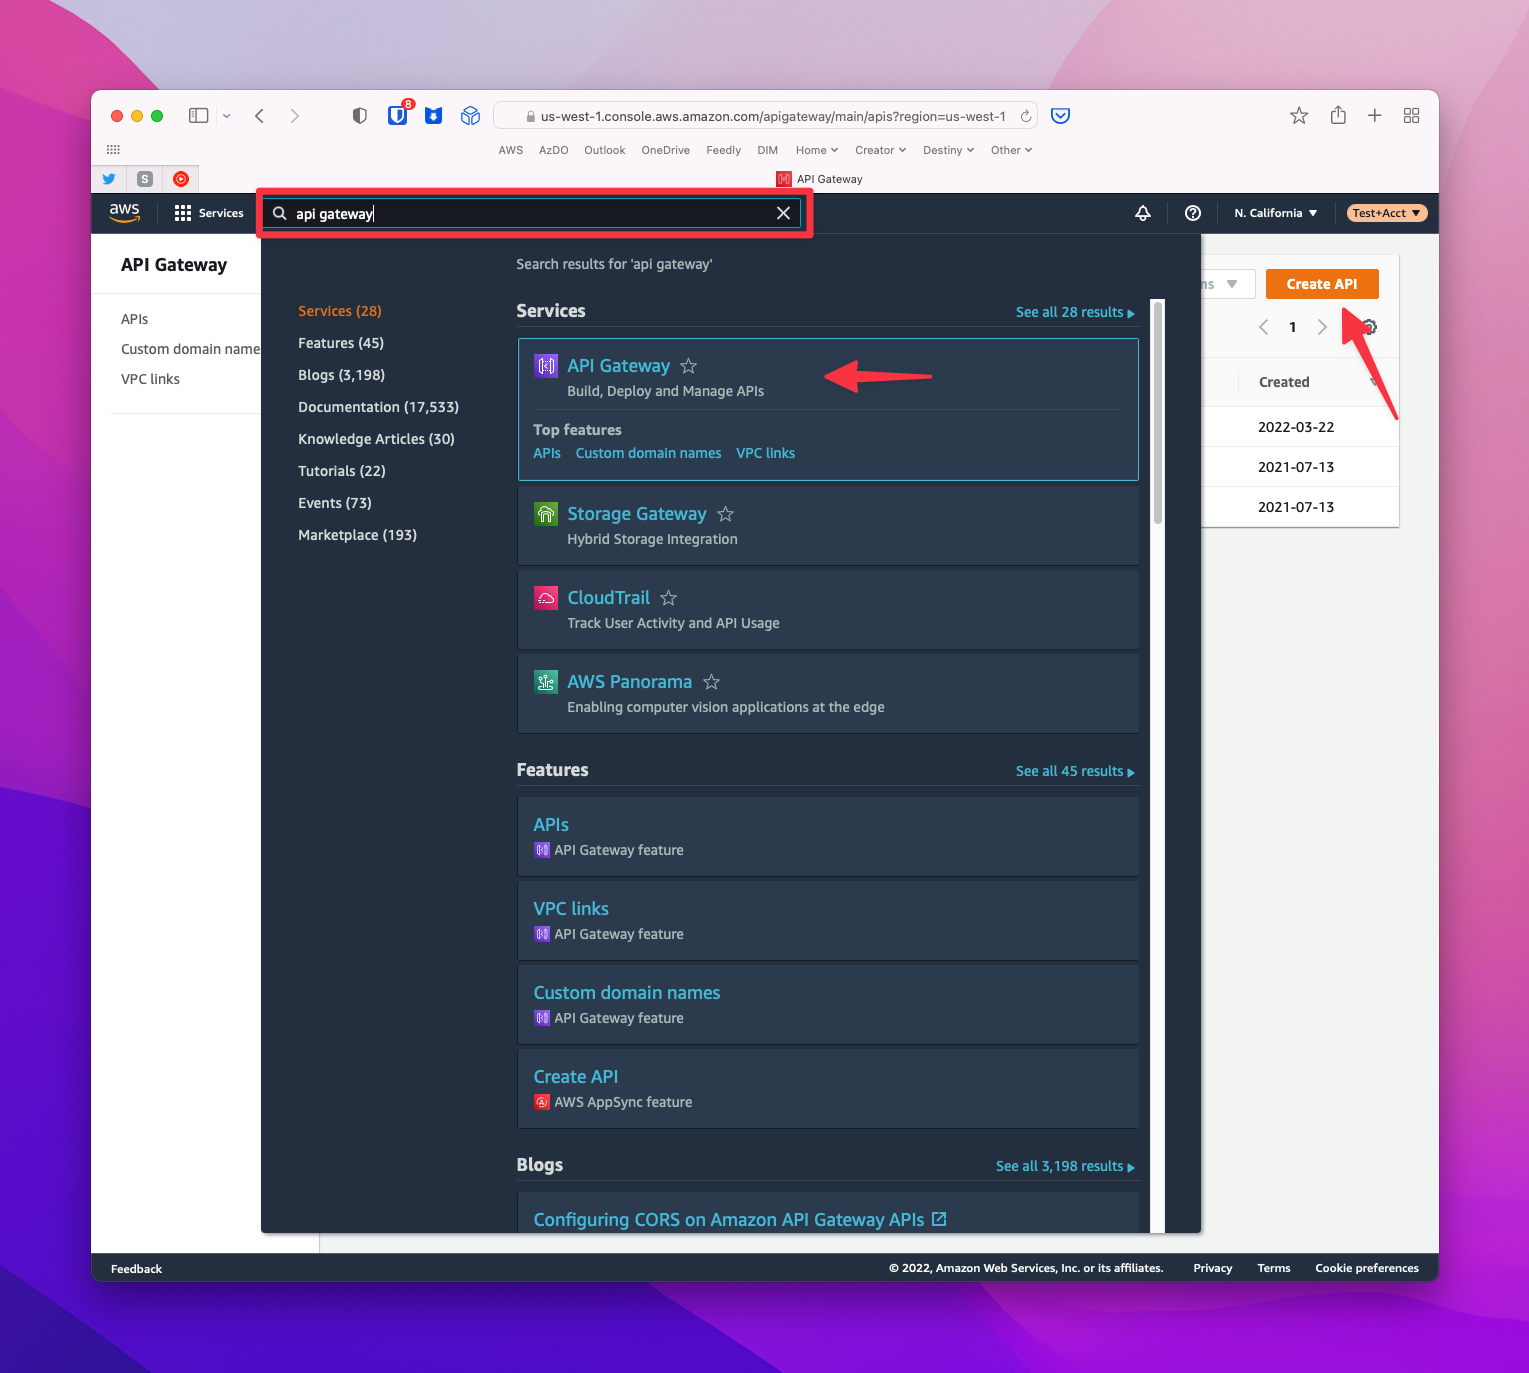 8
us-west-1.console.aws.amazon.com/apigateway/main/apis?region=us-west-1
AWS AzDO Outlook OneDrive Feedly DIM Home Creator Destiny Other
S
API Gateway
aws
Services
api gateway
N. California
Test+Acct
API Gateway
APIs
Custom domain name
VPC links
Search results for 'api gateway'
Services (28)
Features (45)
Blogs (3,198)
Documentation (17,533)
Knowledge Articles (30)
Tutorials (22)
Events (73)
Marketplace (193)
Services
See all 28 results
API Gateway
Build, Deploy and Manage APIs
Top features
APIs Custom domain names VPC links
Storage Gateway
Hybrid Storage Integration
CloudTrail
Track User Activity and API Usage
AWS Panorama
Enabling computer vision applications at the edge
Features
See all 45 results
APIs
API Gateway feature
VPC links
API Gateway feature
Custom domain names
API Gateway feature
Create API
AWS AppSync feature
Blogs
See all 3,198 results
Configuring CORS on Amazon API Gateway APIs
ns
Create API
1
Created
2022-03-22
2021-07-13
2021-07-13
Feedback
© 2022, Amazon Web Services, Inc. or its affiliates. Privacy Terms Cookie preferences